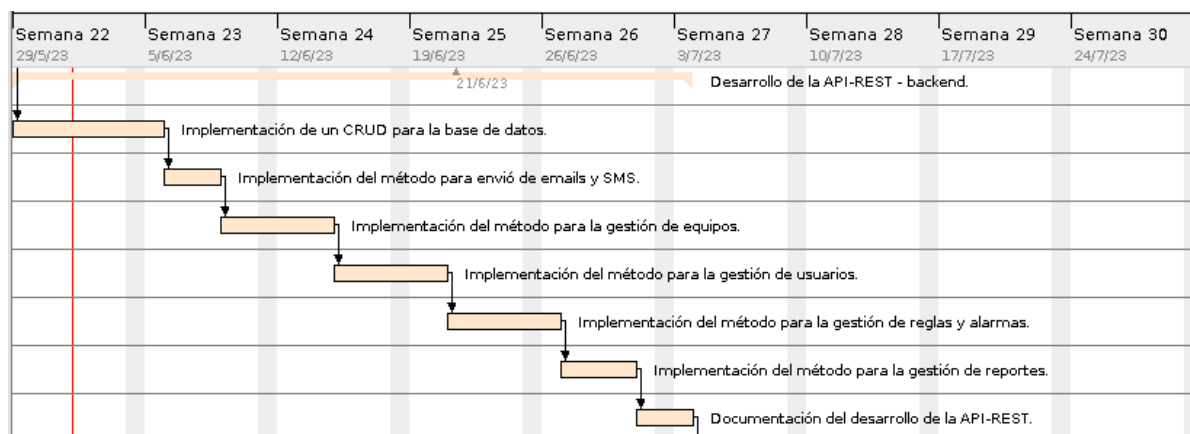 Semana 22 Semana 23 Semana 24 Semana 25 Semana 26 Semana 27 Semana 28 Semana 29 Semana 30
29/5/23 5/6/23 12/6/23 19/6/23 26/6/23 3/7/23 10/7/23 17/7/23 24/7/23
21/6/23 Desarrollo de la API-REST - backend.
Implementación de un CRUD para la base de datos.
Implementación del método para envió de emails y SMS.
Implementación del método para la gestión de equipos.
Implementación del método para la gestión de usuarios.
Implementación del método para la gestión de reglas y alarmas.
Implementación del método para la gestión de reportes.
Documentación del desarrollo de la API-REST.